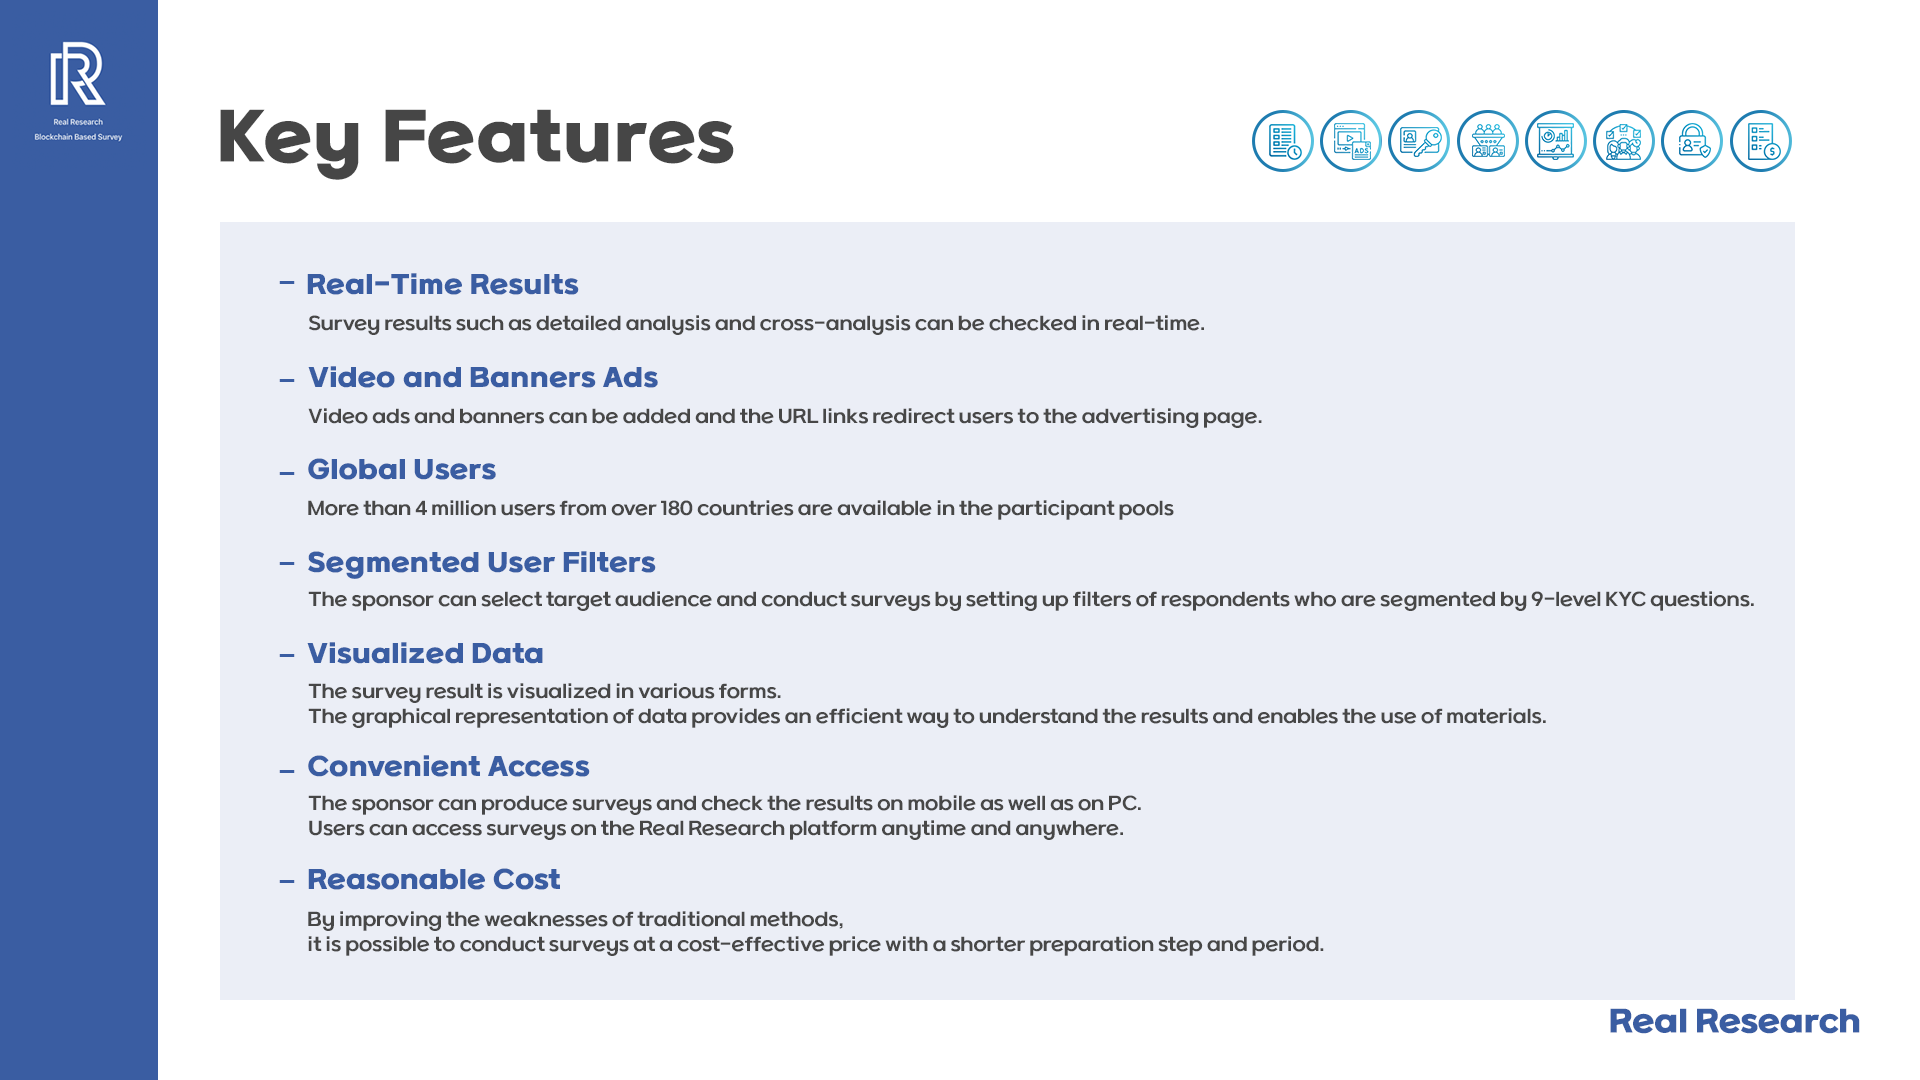 Real Research
Blockchain Based Survey
Key Features
ADS
$
– Real-Time Results
Survey results such as detailed analysis and cross-analysis can be checked in real-time.
– Video and Banners Ads
Video ads and banners can be added and the URL links redirect users to the advertising page.
– Global Users
More than 4 million users from over 180 countries are available in the participant pools
– Segmented User Filters
The sponsor can select target audience and conduct surveys by setting up filters of respondents who are segmented by 9-level KYC questions.
– Visualized Data
The survey result is visualized in various forms.
The graphical representation of data provides an efficient way to understand the results and enables the use of materials.
– Convenient Access
The sponsor can produce surveys and check the results on mobile as well as on PC.
Users can access surveys on the Real Research platform anytime and anywhere.
– Reasonable Cost
By improving the weaknesses of traditional methods,
it is possible to conduct surveys at a cost-effective price with a shorter preparation step and period.
Real Research